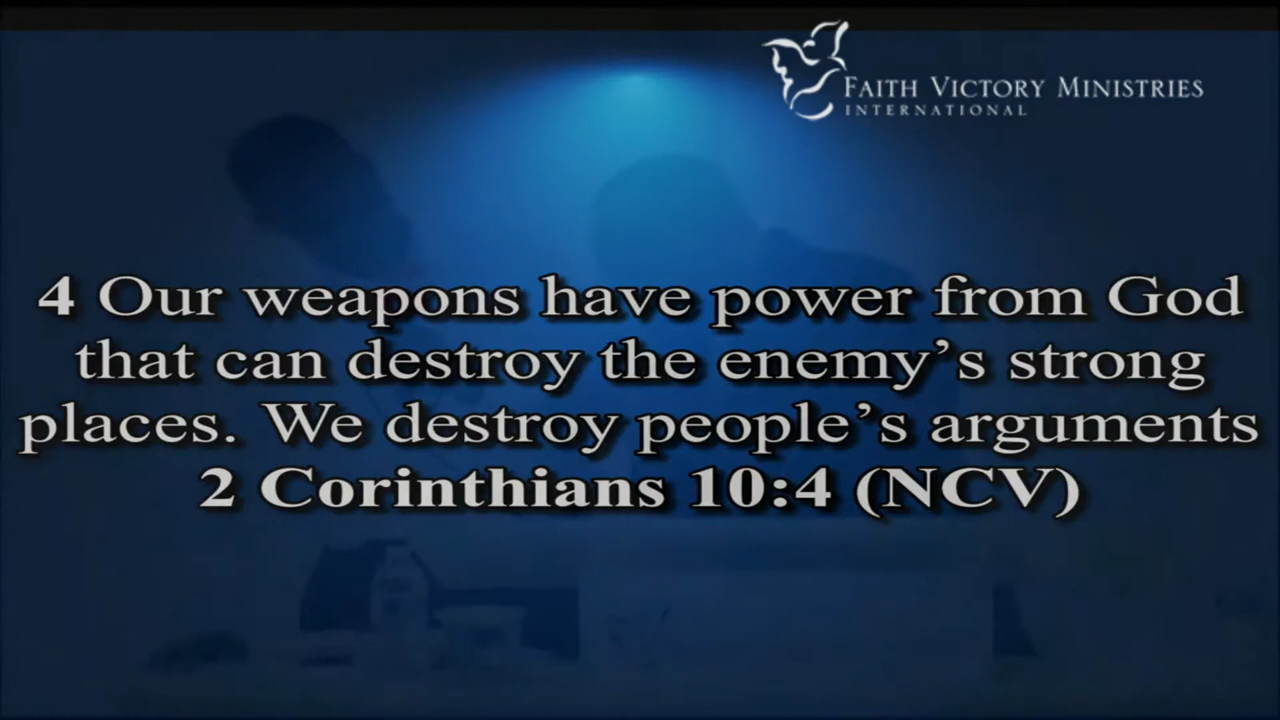 FAITH VICTORY MINISTRIES
INTERNATIONAL
4 Our weapons have power from God
that can destroy the enemy’s strong
places. We destroy people’s arguments
2 Corinthians 10:4 (NCV)